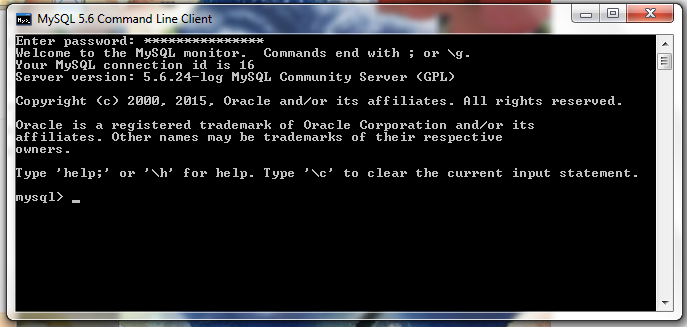 MySQL 5.6 Command Line Client
Enter password: ***************
Welcome to the MySQL monitor.  Commands end with ; or \g.
Your MySQL connection id is 16
Server version: 5.6.24-log MySQL Community Server (GPL)
Copyright (c) 2000, 2015, Oracle and/or its affiliates. All rights reserved.
Oracle is a registered trademark of Oracle Corporation and/or its
affiliates. Other names may be trademarks of their respective
owners.
Type 'help;' or '\h' for help. Type '\c' to clear the current input statement.
mysql> _